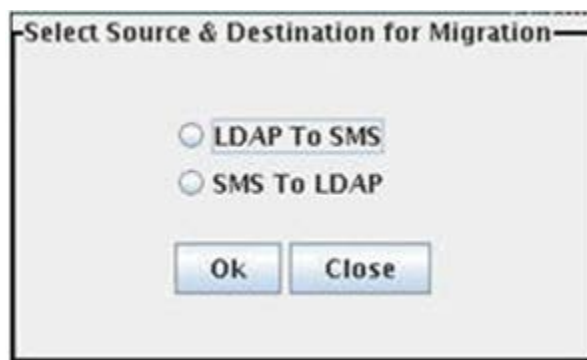 Select Source & Destination for Migration
LDAP To SMS
SMS To LDAP
Ok Close